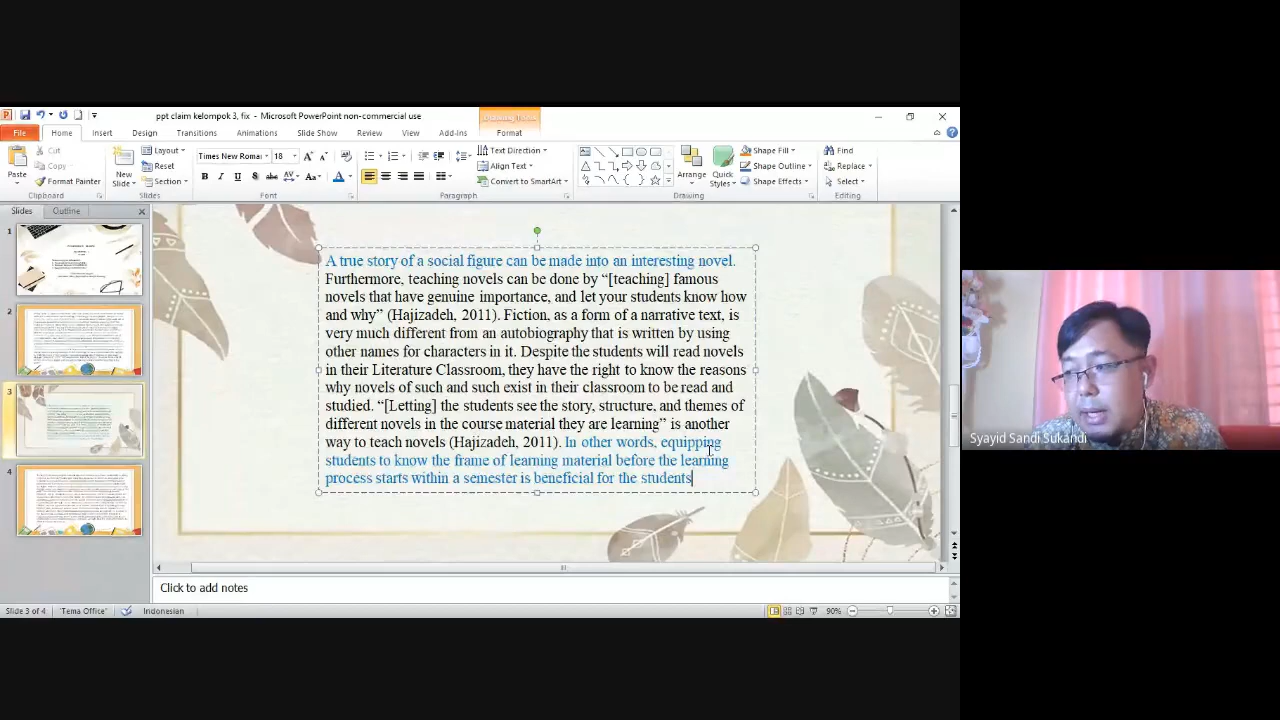 ppt claim kelompok 3, fix - Microsoft PowerPoint non-commercial use
File Home Insert Design Transitions Animations Slide Show Review View Add-Ins Format
Paste
Cut
Copy
Format Painter
Clipboard
New Slide
Layout
Reset
Section
Slides
Times New Roman 18
Font
Text Direction
Align Text
Convert to SmartArt
Paragraph
Arrange
Quick Styles
Shape Fill
Shape Outline
Shape Effects
Drawing
Find
Replace
Select
Editing
Slides Outline
1
2
3
4
A true story of a social figure can be made into an interesting novel.
Furthermore, teaching novels can be done by “[teaching] famous
novels that have genuine importance, and let your students know how
and why” (Hajizadeh, 2011). Fiction as a form of a narrative text, is
very much different from an autobiography that is written by using
other names for characters in it. Despite the students will read novels
in their Literature Classroom, they have the right to know the reasons
why novels of such and such exist in their classroom to be read and
studied. “[Letting] the students see the story, structure and themes of
different novels in the course material they are learning” is another
way to teach novels (Hajizadeh, 2011). In other words, equipping
students to know the frame of learning material before the learning
process starts within a semester is beneficial for the students
Click to add notes
Slide 3 of 4 "Tema Office" Indonesian 90%
Syayid Sandi Sukandi